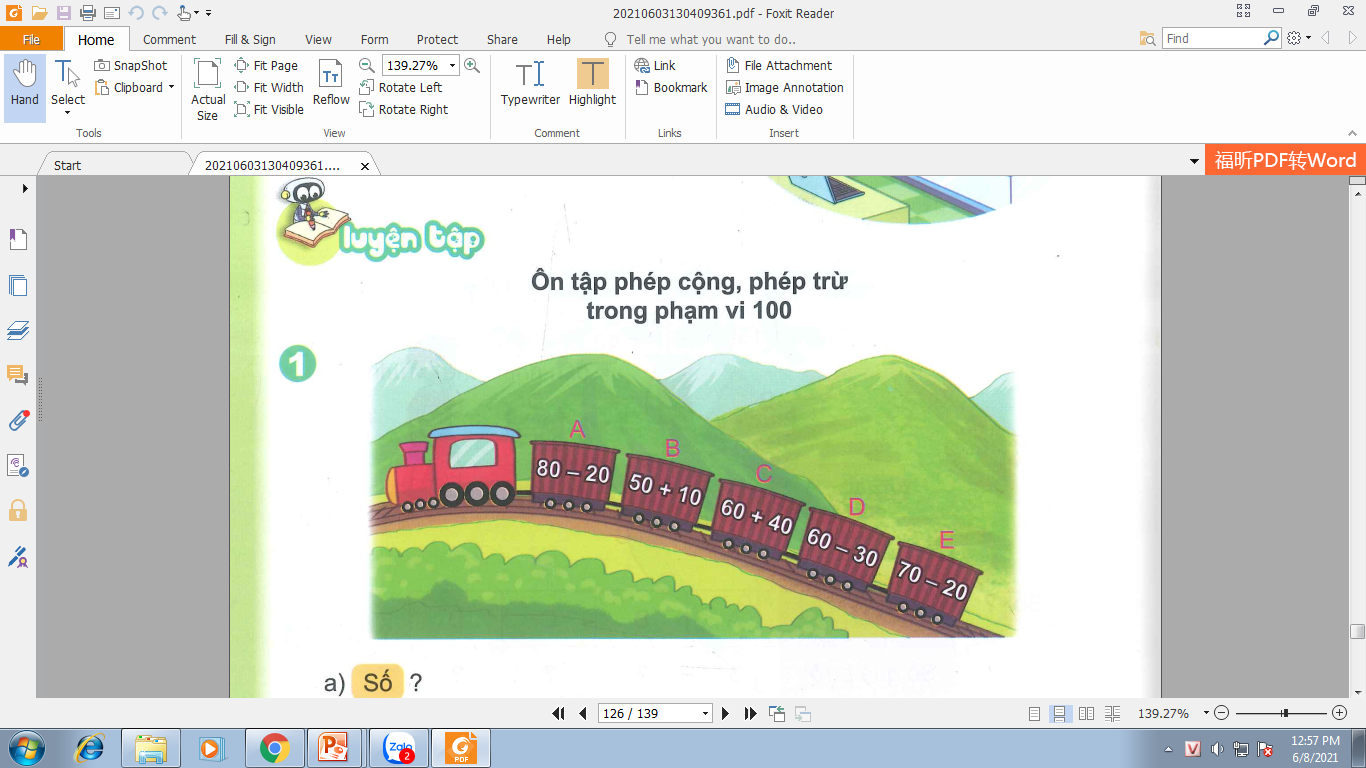 20210603130409361.pdf - Foxit Reader
File Home Comment Fill & Sign View Form Protect Share Help Tell me what you want to do.. Find
Hand
Select
SnapShot
Clipboard
Actual Size
Fit Page
Fit Width
Fit Visible
Reflow
139.27%
Rotate Left
Rotate Right
Typewriter
Highlight
Link
Bookmark
File Attachment
Image Annotation
Audio & Video
Tools View Comment Links Insert
Start 20210603130409361.... 福昕PDF转Word
luyện tập
Ôn tập phép cộng, phép trừ
trong phạm vi 100
1
A
80 – 20
B
50 + 10
C
60 + 40
D
60 – 30
E
70 – 20
a) Số ?
126 / 139 139.27%
PDF
Zalo
2
12:57 PM
6/8/2021